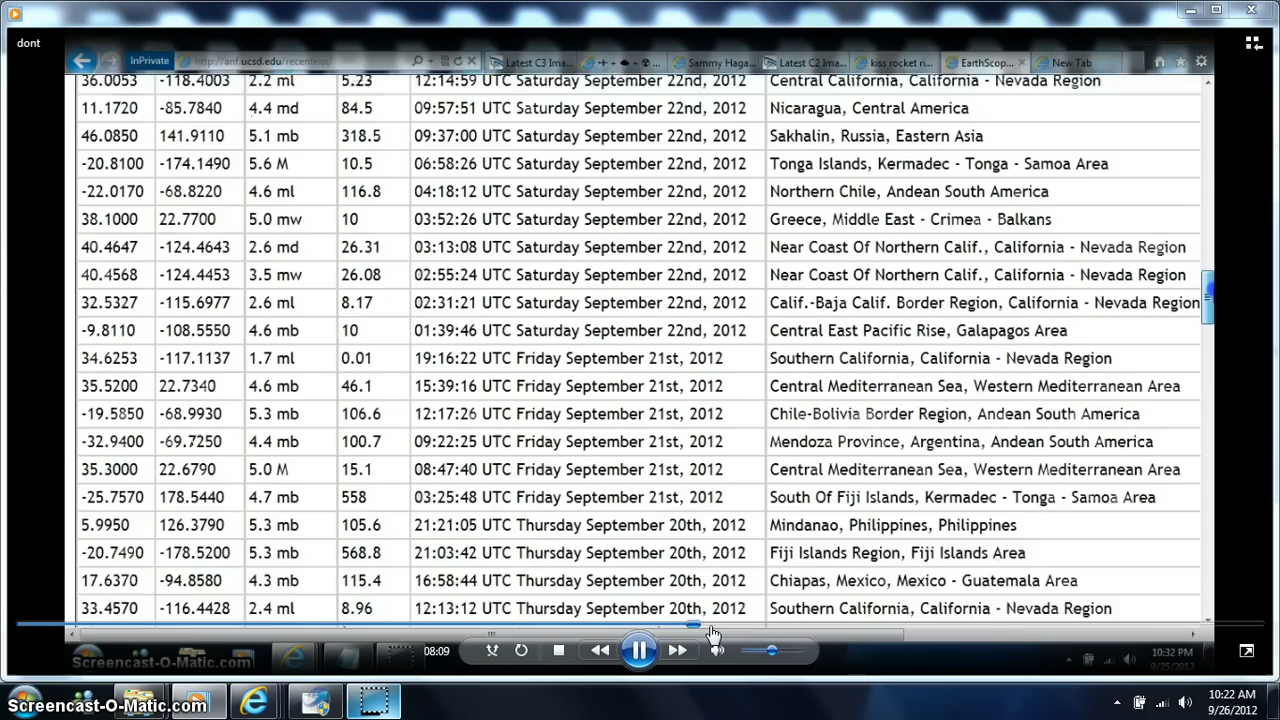 dont
InPrivate http://anf.ucsd.edu/recenteqs/ Latest C3 Ima... Sammy Haga... Latest C2 Ima... kiss rocket ri... EarthScop... New Tab
36.0053 -118.4003 2.2 ml 5.23 12:14:59 UTC Saturday September 22nd, 2012 Central California, California - Nevada Region
11.1720 -85.7840 4.4 md 84.5 09:57:51 UTC Saturday September 22nd, 2012 Nicaragua, Central America
46.0850 141.9110 5.1 mb 318.5 09:37:00 UTC Saturday September 22nd, 2012 Sakhalin, Russia, Eastern Asia
-20.8100 -174.1490 5.6 M 10.5 06:58:26 UTC Saturday September 22nd, 2012 Tonga Islands, Kermadec - Tonga - Samoa Area
-22.0170 -68.8220 4.6 ml 116.8 04:18:12 UTC Saturday September 22nd, 2012 Northern Chile, Andean South America
38.1000 22.7700 5.0 mw 10 03:52:26 UTC Saturday September 22nd, 2012 Greece, Middle East - Crimea - Balkans
40.4647 -124.4643 2.6 md 26.31 03:13:08 UTC Saturday September 22nd, 2012 Near Coast Of Northern Calif., California - Nevada Region
40.4568 -124.4453 3.5 mw 26.08 02:55:24 UTC Saturday September 22nd, 2012 Near Coast Of Northern Calif., California - Nevada Region
32.5327 -115.6977 2.6 ml 8.17 02:31:21 UTC Saturday September 22nd, 2012 Calif.-Baja Calif. Border Region, California - Nevada Region
-9.8110 -108.5550 4.6 mb 10 01:39:46 UTC Saturday September 22nd, 2012 Central East Pacific Rise, Galapagos Area
34.6253 -117.1137 1.7 ml 0.01 19:16:22 UTC Friday September 21st, 2012 Southern California, California - Nevada Region
35.5200 22.7340 4.6 mb 46.1 15:39:16 UTC Friday September 21st, 2012 Central Mediterranean Sea, Western Mediterranean Area
-19.5850 -68.9930 5.3 mb 106.6 12:17:26 UTC Friday September 21st, 2012 Chile-Bolivia Border Region, Andean South America
-32.9400 -69.7250 4.4 mb 100.7 09:22:25 UTC Friday September 21st, 2012 Mendoza Province, Argentina, Andean South America
35.3000 22.6790 5.0 M 15.1 08:47:40 UTC Friday September 21st, 2012 Central Mediterranean Sea, Western Mediterranean Area
-25.7570 178.5440 4.7 mb 558 03:25:48 UTC Friday September 21st, 2012 South Of Fiji Islands, Kermadec - Tonga - Samoa Area
5.9950 126.3790 5.3 mb 105.6 21:21:05 UTC Thursday September 20th, 2012 Mindanao, Philippines, Philippines
-20.7490 -178.5200 5.3 mb 568.8 21:03:42 UTC Thursday September 20th, 2012 Fiji Islands Region, Fiji Islands Area
17.6370 -94.8580 4.3 mb 115.4 16:58:44 UTC Thursday September 20th, 2012 Chiapas, Mexico, Mexico - Guatemala Area
33.4570 -116.4428 2.4 ml 8.96 12:13:12 UTC Thursday September 20th, 2012 Southern California, California - Nevada Region
08:09
10:32 PM
Screencast-O-Matic.com
9/25/2012
10:22 AM
Screencast-O-Matic.com
9/26/2012